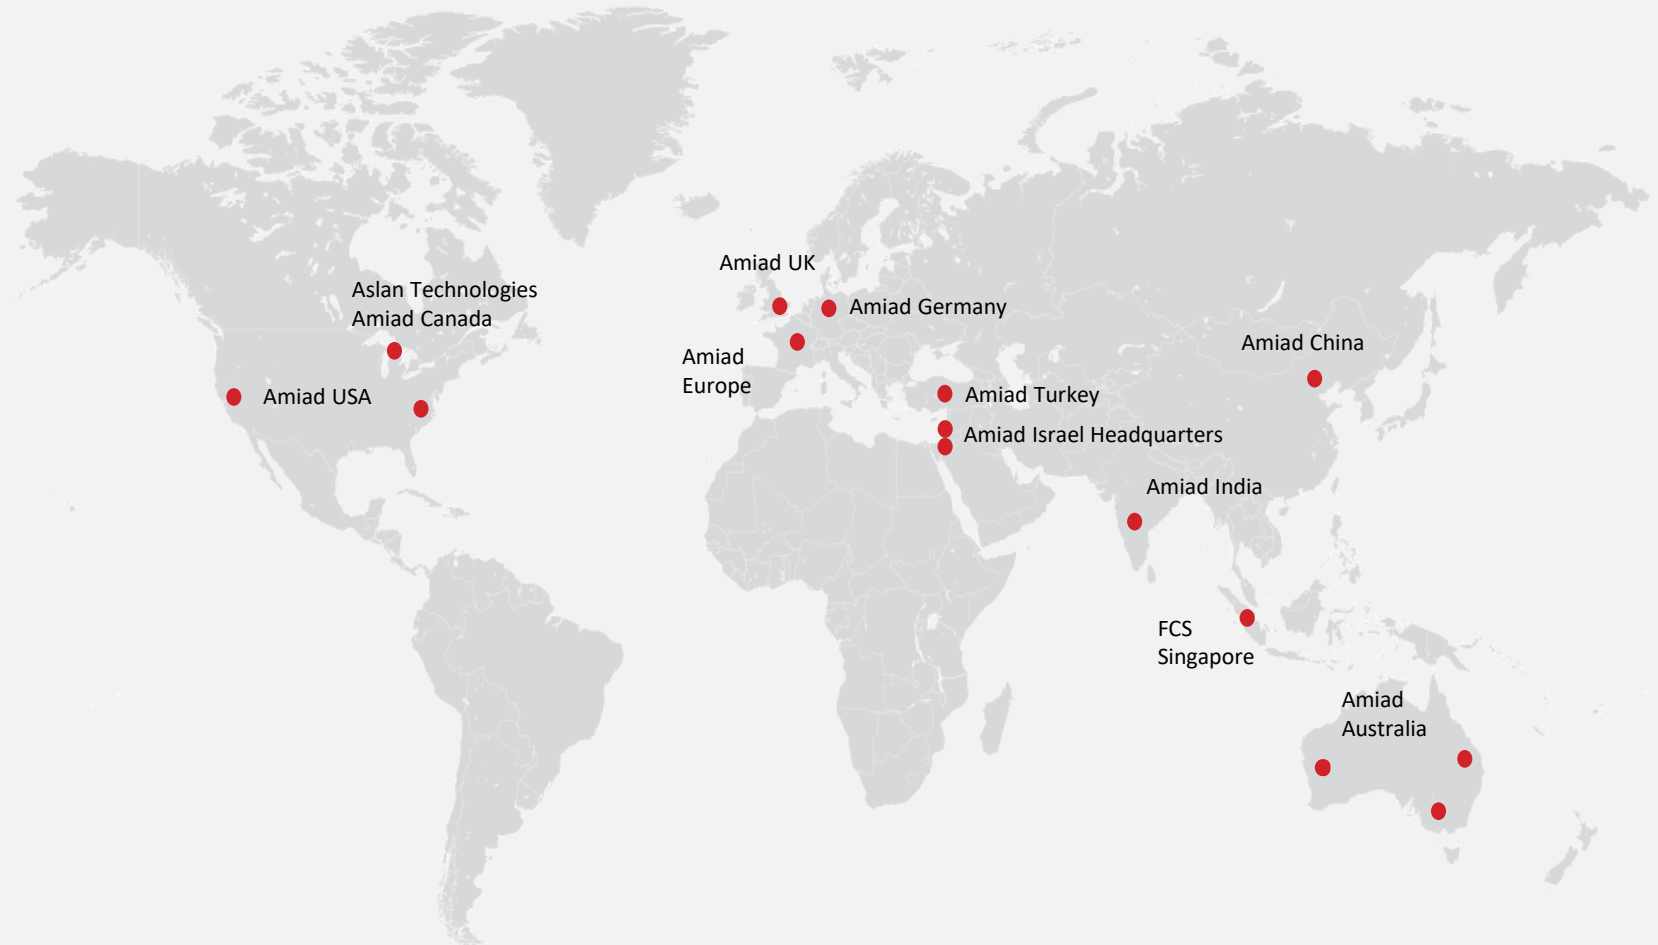 Amiad UK
Aslan Technologies
Amiad Canada
Amiad Germany
Amiad China
Amiad
Europe
Amiad USA
Amiad Turkey
Amiad Israel Headquarters
Amiad India
FCS
Singapore
Amiad
Australia